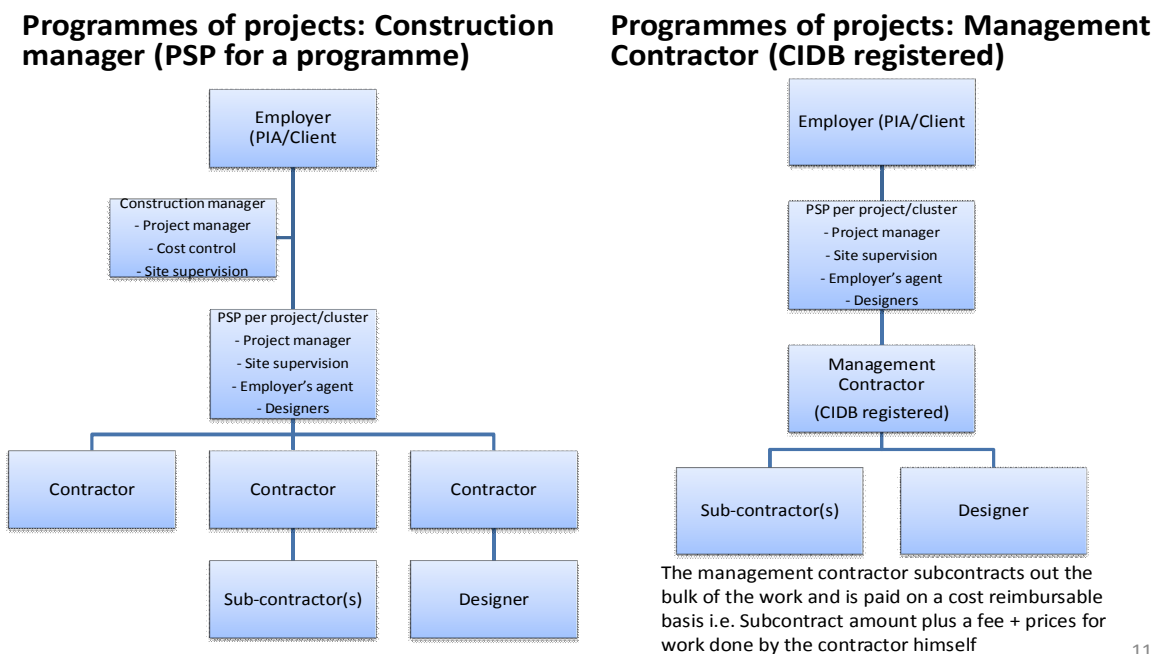 Programmes of projects: Construction
manager (PSP for a programme)
Employer
(PIA/Client
Construction manager
- Project manager
- Cost control
- Site supervision
PSP per project/cluster
- Project manager
- Site supervision
- Employer’s agent
- Designers
Contractor
Contractor
Contractor
Sub-contractor(s)
Designer
Programmes of projects: Management
Contractor (CIDB registered)
Employer (PIA/Client
PSP per project/cluster
- Project manager
- Site supervision
- Employer’s agent
- Designers
Management
Contractor
(CIDB registered)
Sub-contractor(s)
Designer
The management contractor subcontracts out the
bulk of the work and is paid on a cost reimbursable
basis i.e. Subcontract amount plus a fee + prices for
work done by the contractor himself
11